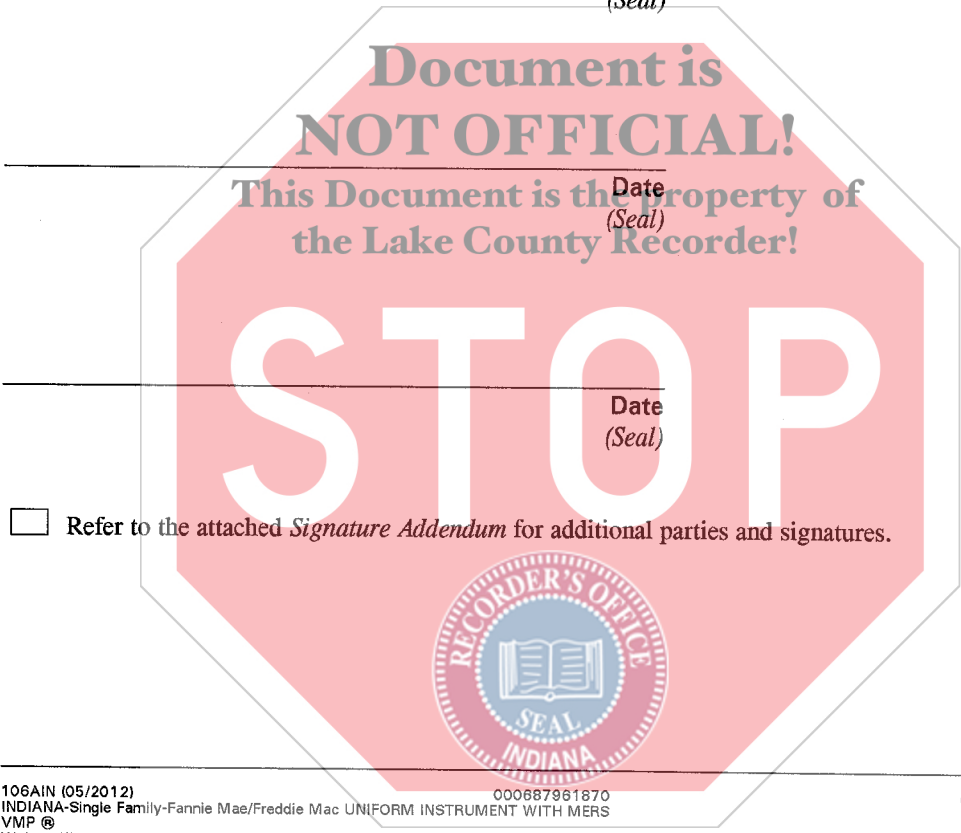 (Seal)
Document is
NOT OFFICIAL!
This Document is the property of
the Lake County Recorder!
Date
(Seal)
STOP
Date
(Seal)
Refer to the attached Signature Addendum for additional parties and signatures.
RECORDER'S OFFICE
SEAL
INDIANA
106AIN (05/2012)
000687961870
INDIANA-Single Family-Fannie Mae/Freddie Mac UNIFORM INSTRUMENT WITH MERS
VMP ®